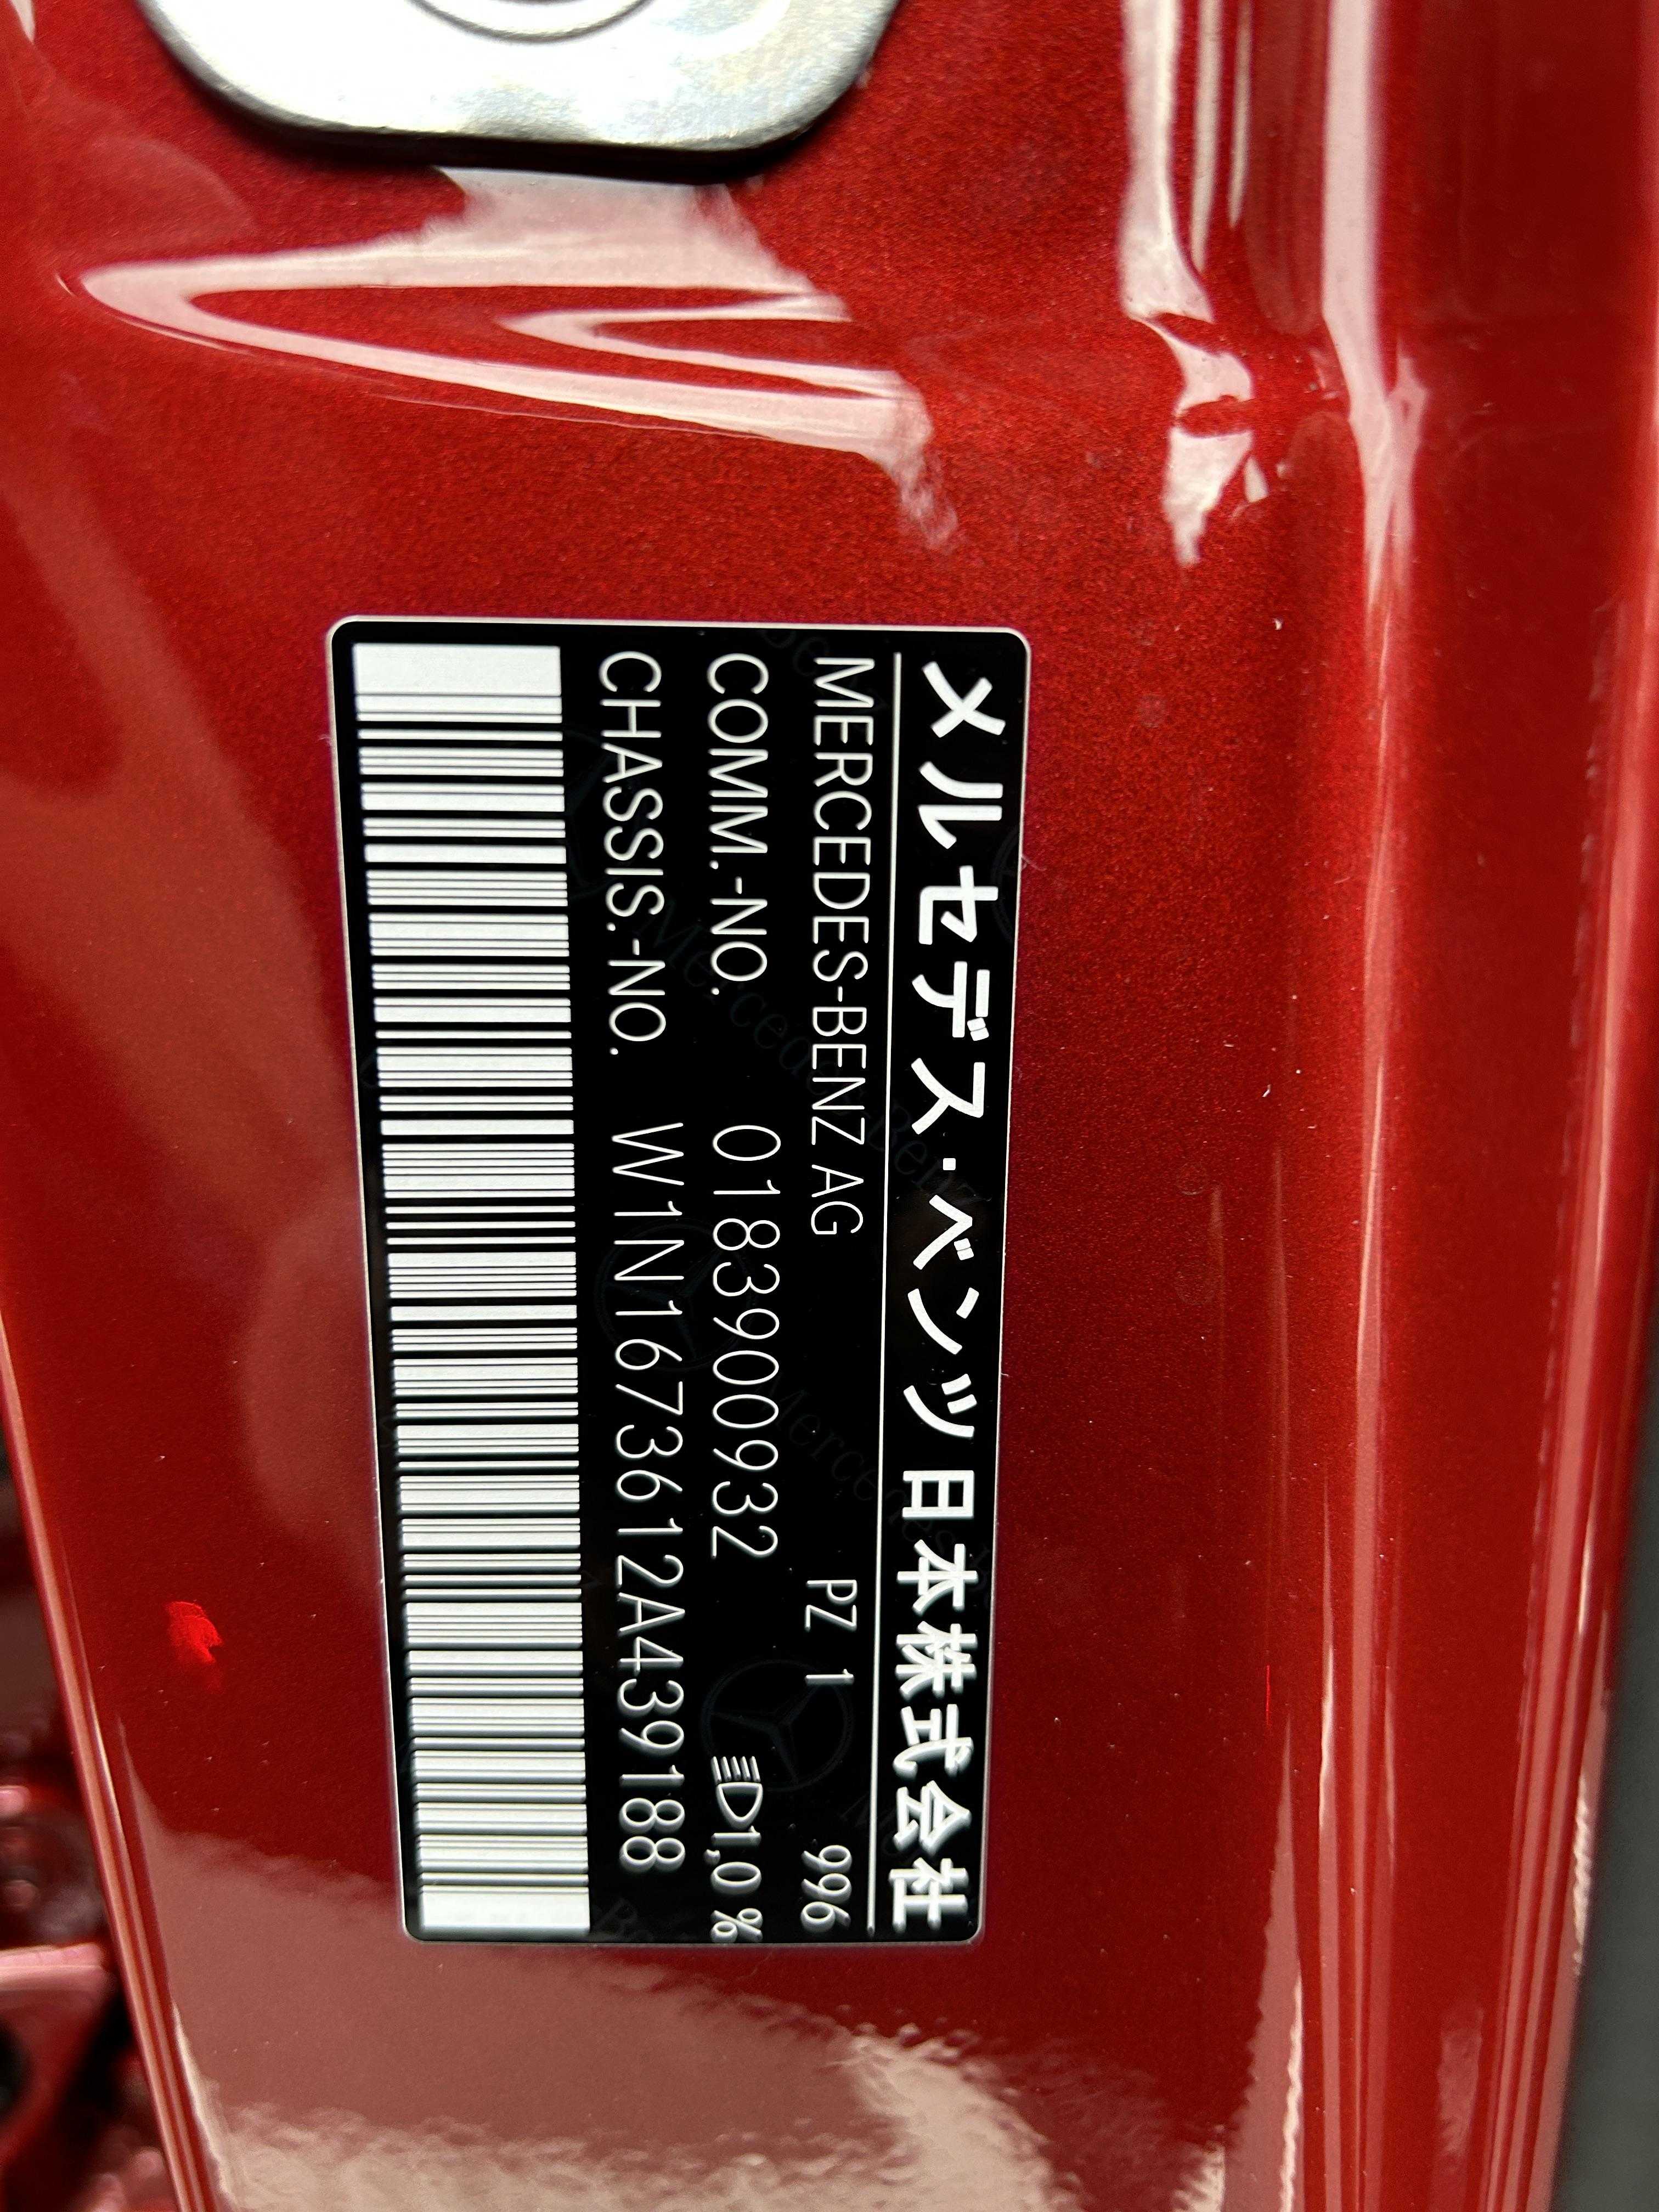 メルセデス・ベンツ日本株式会社
MERCEDES-BENZ AG PZ 1 996
COMM.-NO. 0183900932 1,0 %
CHASSIS.-NO. W1N1673612A439188